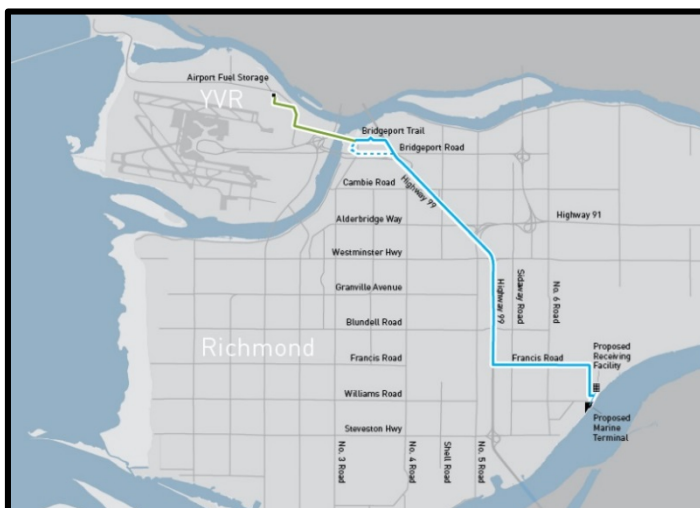 Airport Fuel Storage
YVR
Bridgeport Trail
Bridgeport Road
Cambie Road
Highway 99
Alderbridge Way
Highway 91
Westminster Hwy
Granville Avenue
Highway 99
Sidaway Road
No. 6 Road
Blundell Road
Richmond
Francis Road
Francis Road
Proposed
Receiving
Facility
Williams Road
Proposed
Marine
Terminal
Steveston Hwy
No. 3 Road
No. 4 Road
Shell Road
No. 5 Road